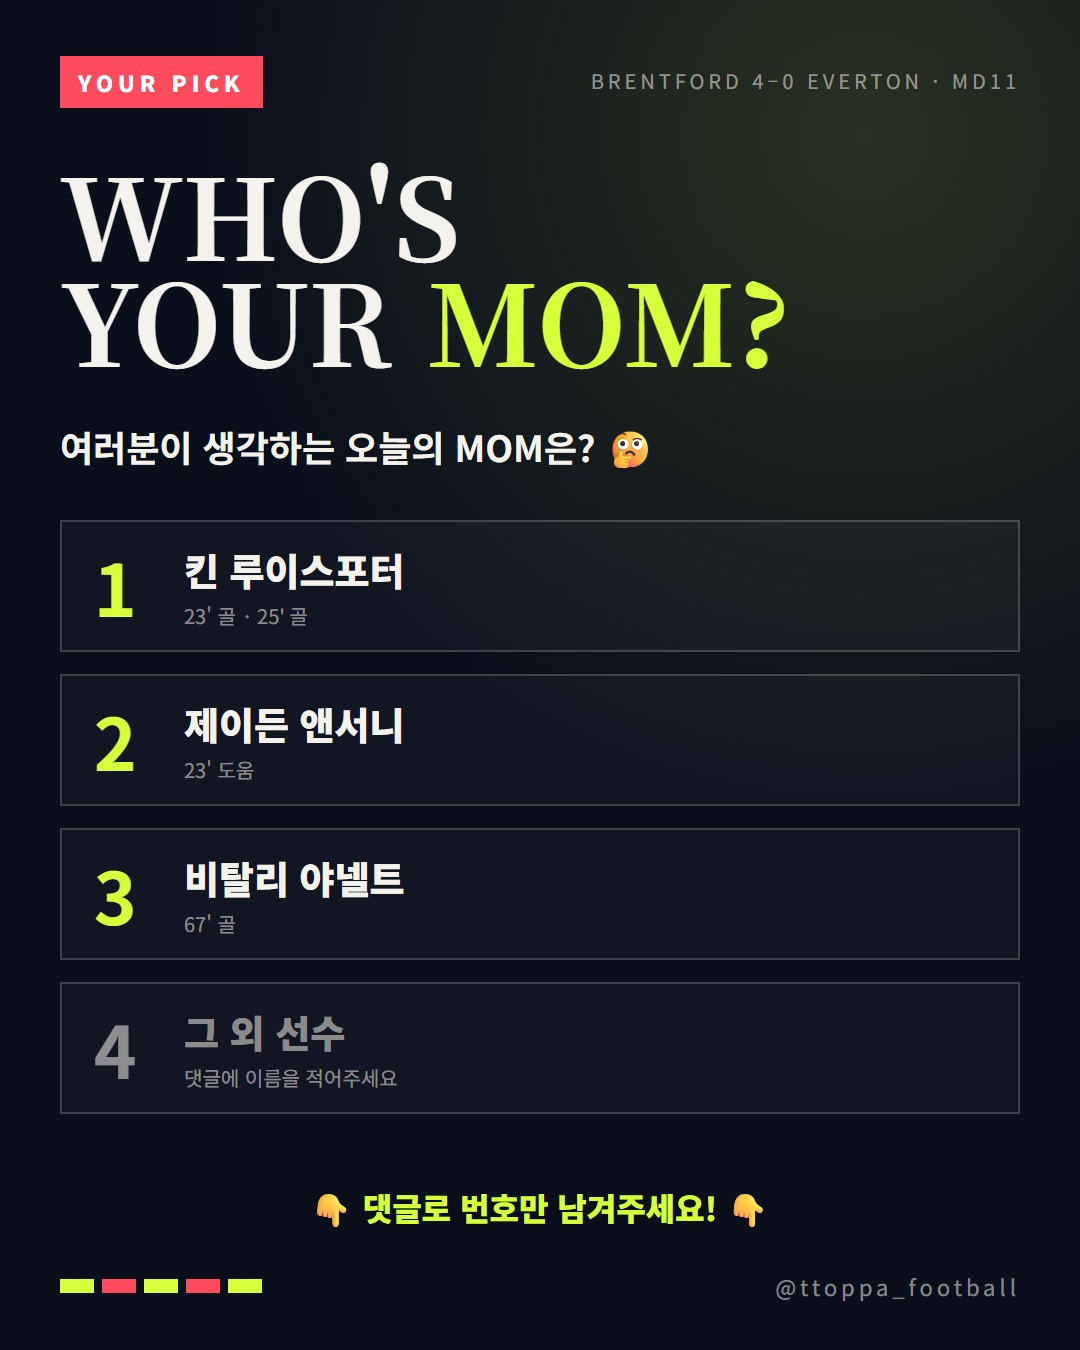 YOUR PICK
BRENTFORD 4–0 EVERTON · MD11
WHO'S
YOUR MOM?
여러분이 생각하는 오늘의 MOM은? 🤔
1
킨 루이스포터
23' 골 · 25' 골
2
제이든 앤서니
23' 도움
3
비탈리 야넬트
67' 골
4
그 외 선수
댓글에 이름을 적어주세요
👇 댓글로 번호만 남겨주세요! 👇
@ttoppa_football